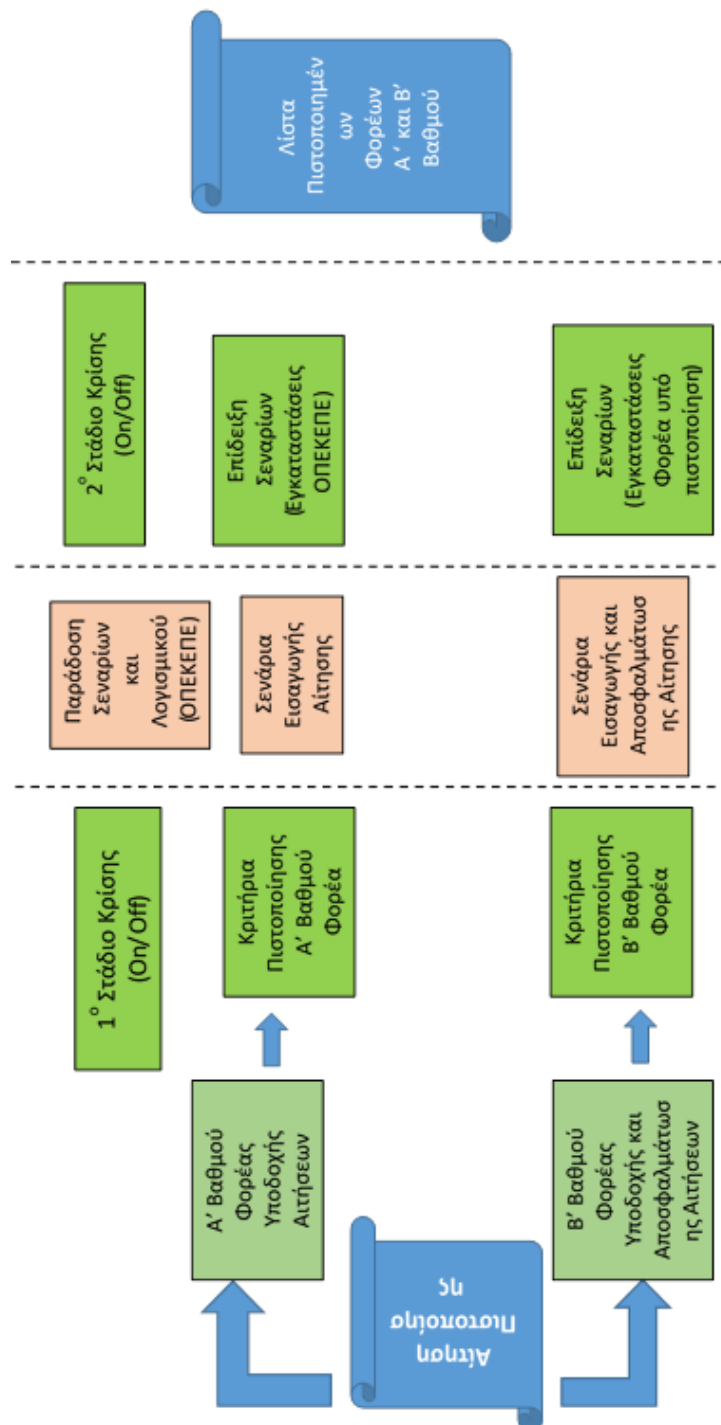 Αίτηση
Πιστοποίησ
ης
Α’ Βαθμού
Φορέας
Υποδοχής
Αιτήσεων
Β’ Βαθμού
Φορέας
Υποδοχής και
Αποσφαλμάτωσ
ης Αιτήσεων
1ο Στάδιο Κρίσης
(On/Off)
Κριτήρια
Πιστοποίησης
Α’ Βαθμού
Φορέα
Κριτήρια
Πιστοποίησης
Β’ Βαθμού
Φορέα
Παράδοση
Σεναρίων
και
Λογισμικού
(ΟΠΕΚΕΠΕ)
Σενάρια
Εισαγωγής
Αίτησης
Σενάρια
Εισαγωγής και
Αποσφαλμάτωσ
ης Αίτησης
2ο Στάδιο Κρίσης
(On/Off)
Επίδειξη
Σεναρίων
(Εγκαταστάσεις
ΟΠΕΚΕΠΕ)
Επίδειξη
Σεναρίων
(Εγκαταστάσεις
Φορέα υπό
πιστοποίηση)
Λίστα
Πιστοποιημέν
ων
Φορέων
Α’ και Β’
Βαθμού